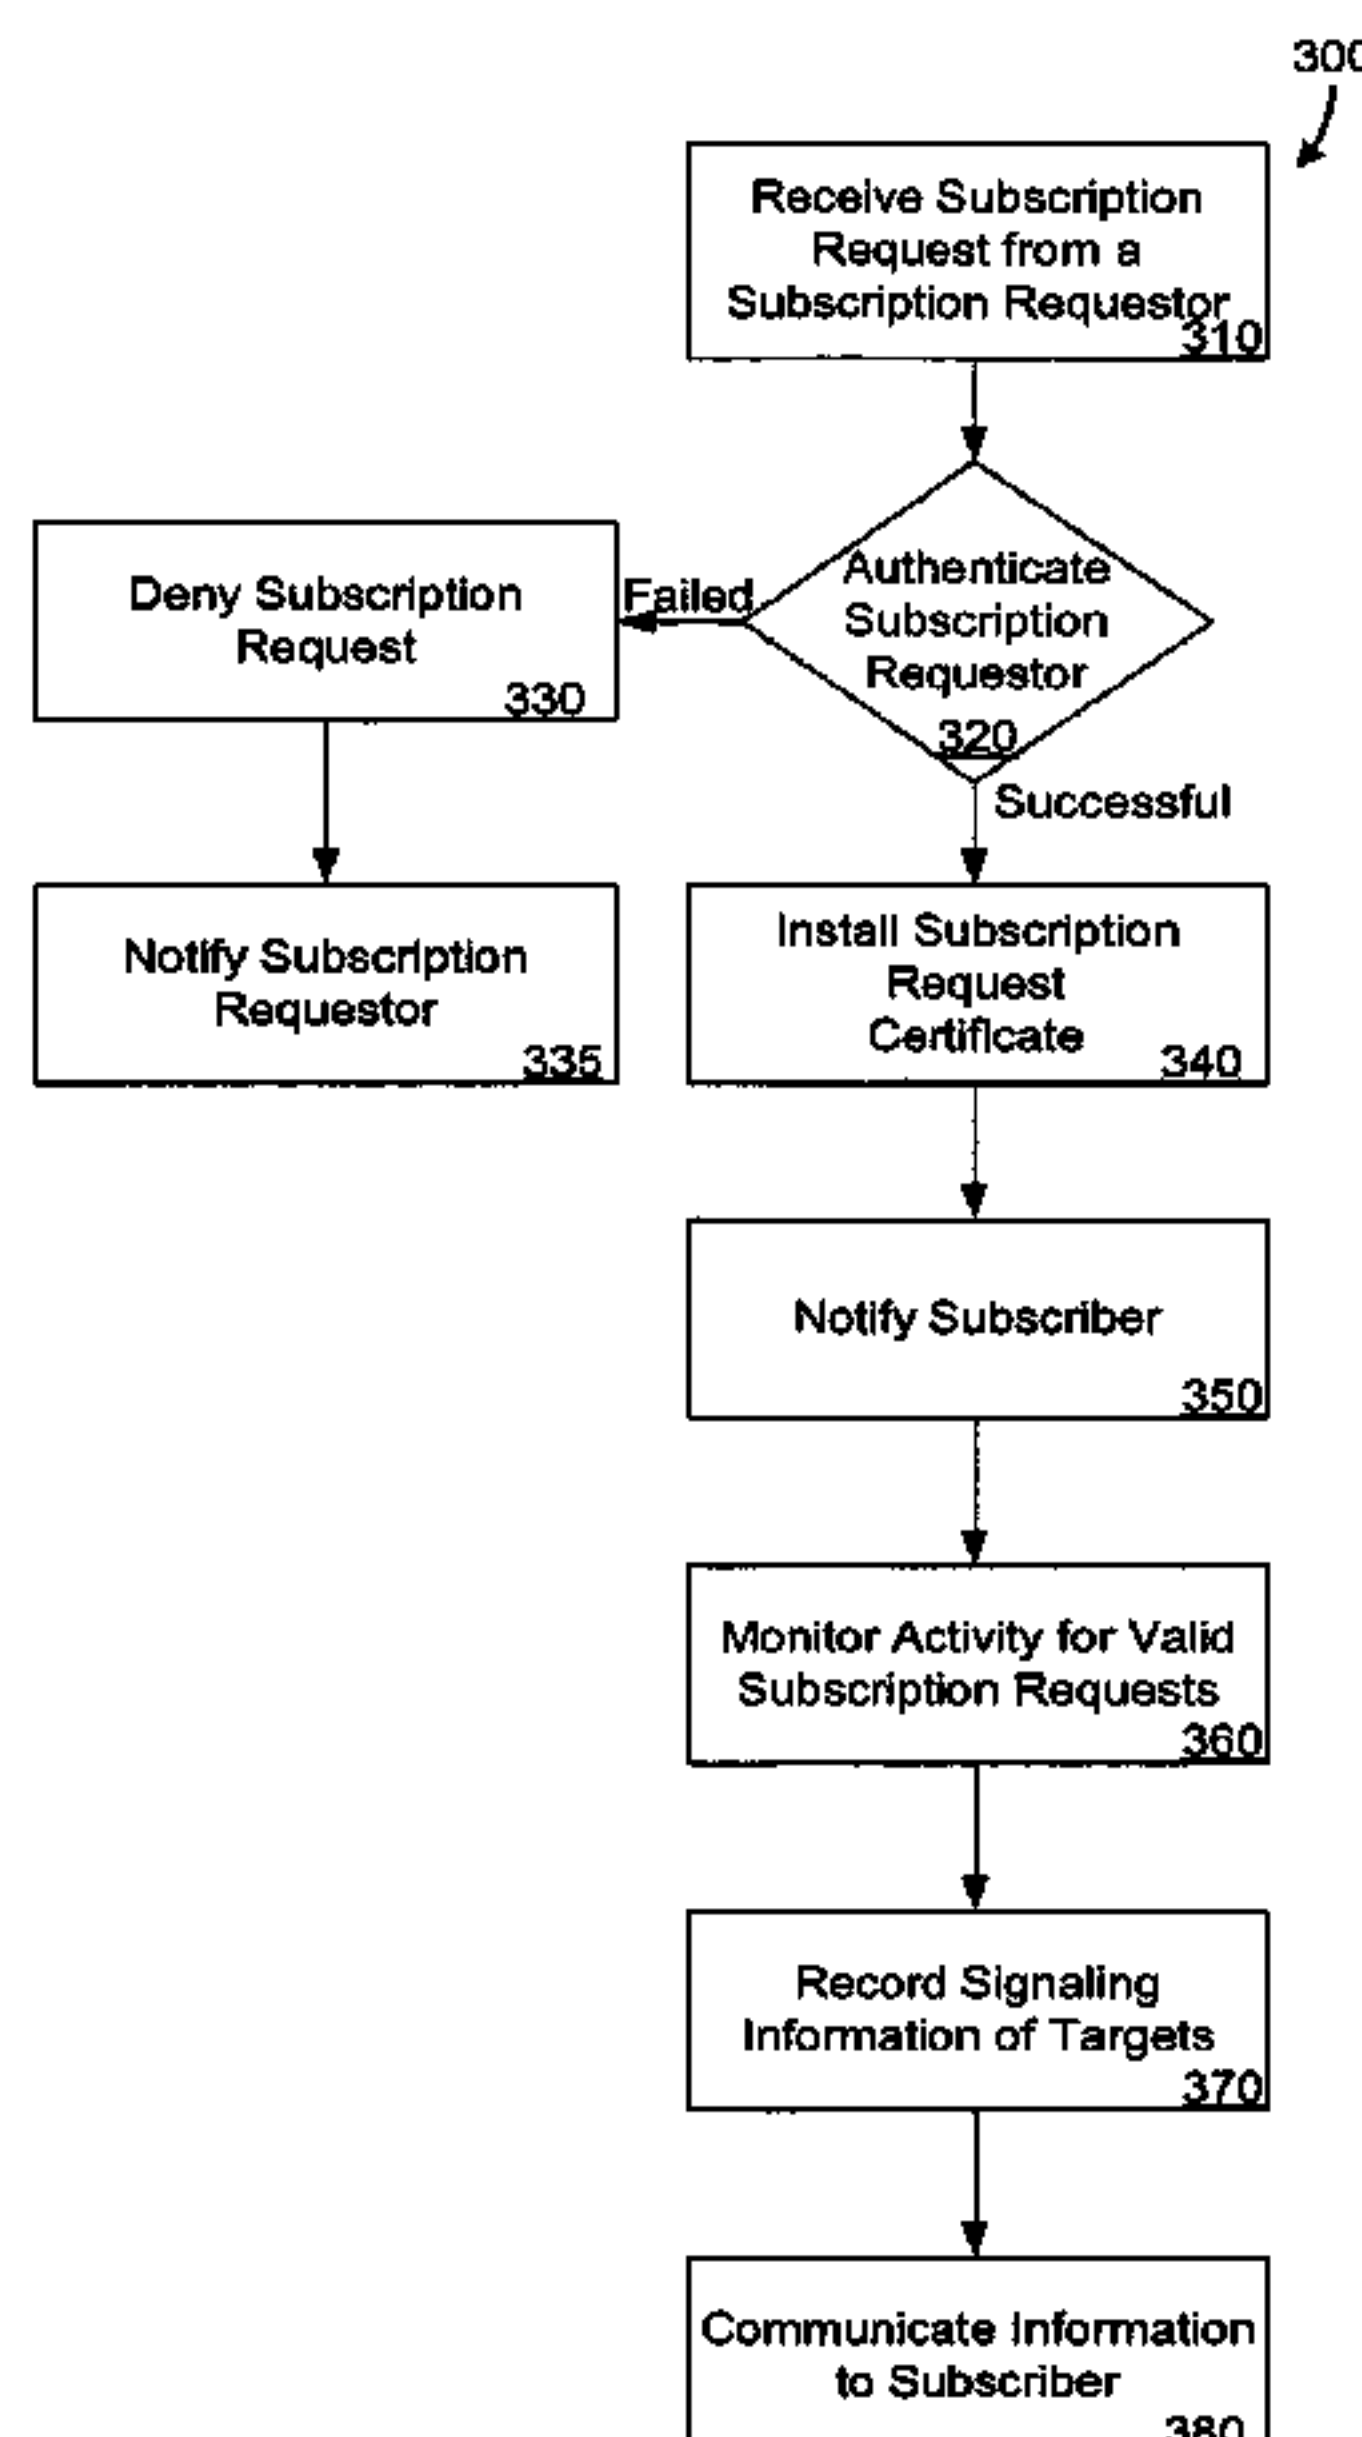 300
Receive Subscription
Request from a
Subscription Requestor
310
Authenticate
Subscription
Requestor
320
Failed
Deny Subscription
Request
330
Successful
Notify Subscription
Requestor
335
Install Subscription
Request
Certificate
340
Notify Subscriber
350
Monitor Activity for Valid
Subscription Requests
360
Record Signaling
Information of Targets
370
Communicate Information
to Subscriber
380